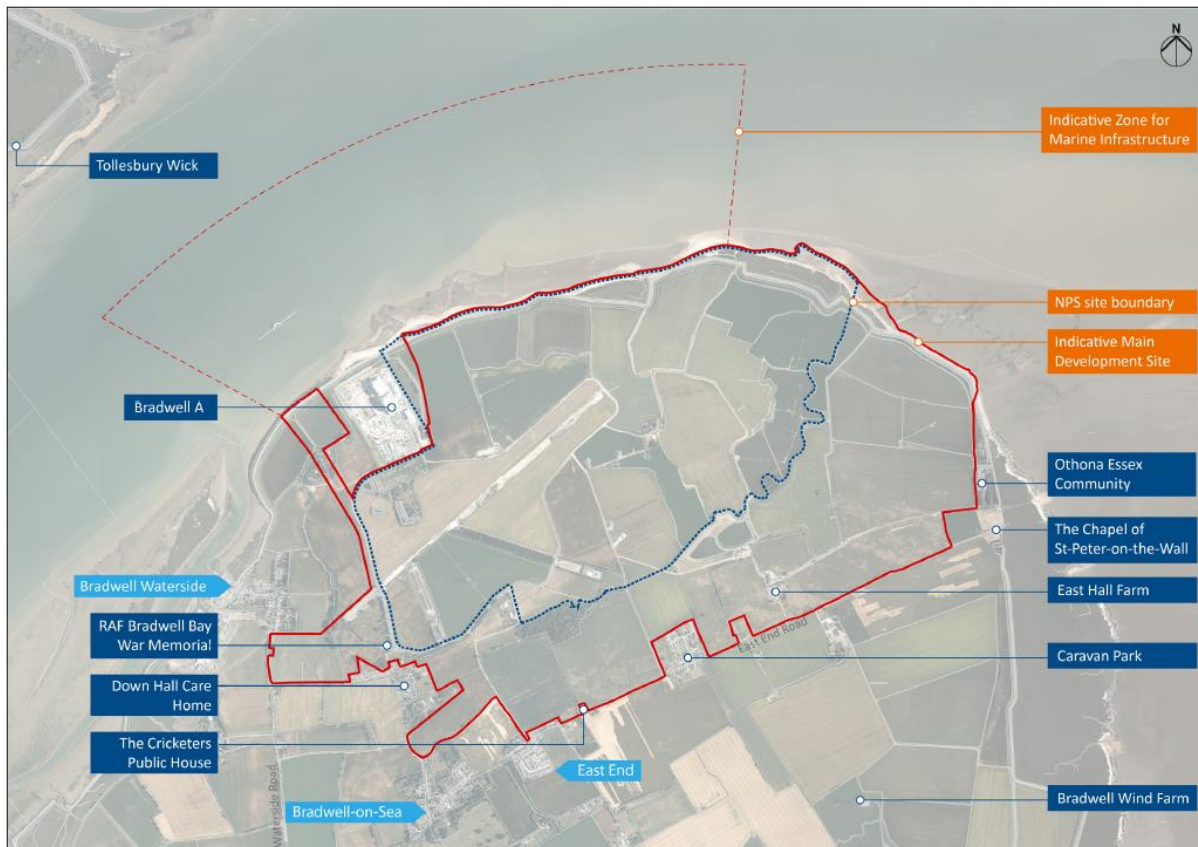 N
Indicative Zone for
Marine Infrastructure
Tollesbury Wick
NPS site boundary
Indicative Main
Development Site
Bradwell A
Othona Essex
Community
The Chapel of
St-Peter-on-the-Wall
Bradwell Waterside
East Hall Farm
RAF Bradwell Bay
War Memorial
East End Road
Caravan Park
Down Hall Care
Home
The Cricketers
Public House
East End
Waterside Road
Bradwell-on-Sea
Bradwell Wind Farm